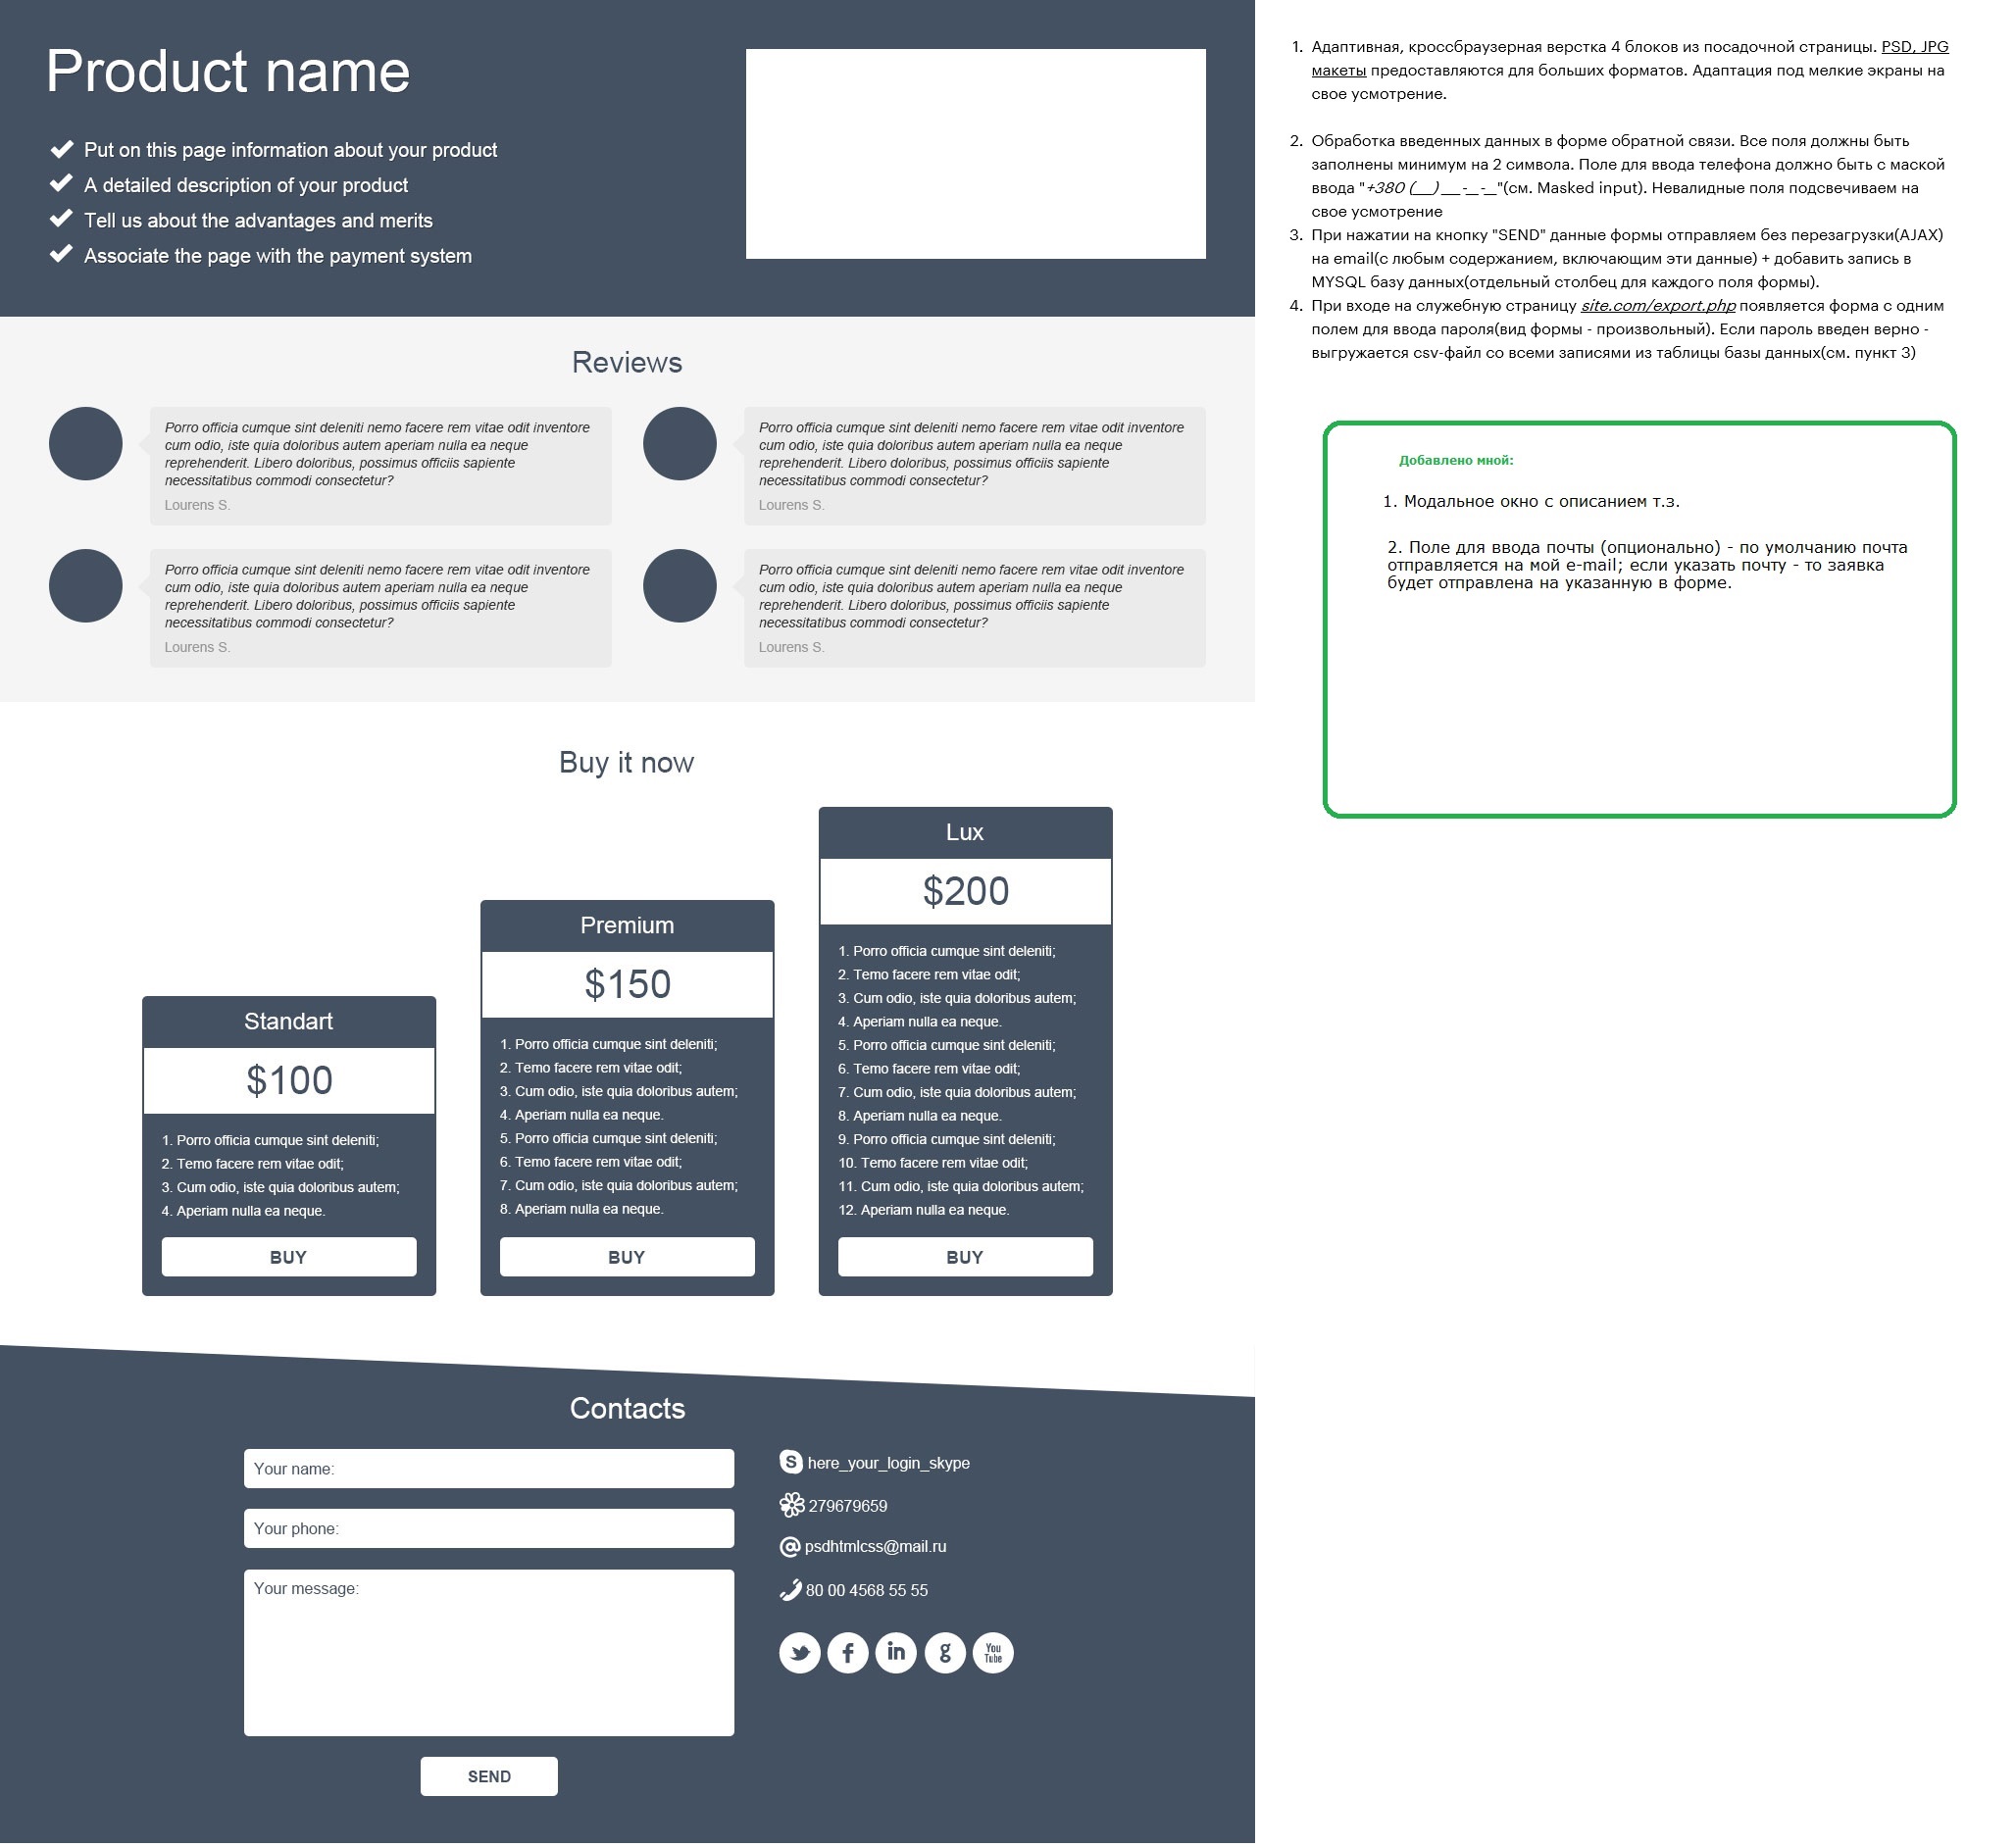 Product name
Put on this page information about your product
A detailed description of your product
Tell us about the advantages and merits
Associate the page with the payment system
Reviews
Porro officia cumque sint deleniti nemo facere rem vitae odit inventore
cum odio, iste quia doloribus autem aperiam nulla ea neque
reprehenderit. Libero doloribus, possimus officiis sapiente
necessitatibus commodi consectetur?
Lourens S.
Porro officia cumque sint deleniti nemo facere rem vitae odit inventore
cum odio, iste quia doloribus autem aperiam nulla ea neque
reprehenderit. Libero doloribus, possimus officiis sapiente
necessitatibus commodi consectetur?
Lourens S.
Porro officia cumque sint deleniti nemo facere rem vitae odit inventore
cum odio, iste quia doloribus autem aperiam nulla ea neque
reprehenderit. Libero doloribus, possimus officiis sapiente
necessitatibus commodi consectetur?
Lourens S.
Porro officia cumque sint deleniti nemo facere rem vitae odit inventore
cum odio, iste quia doloribus autem aperiam nulla ea neque
reprehenderit. Libero doloribus, possimus officiis sapiente
necessitatibus commodi consectetur?
Lourens S.
Buy it now
Standart
$100
1. Porro officia cumque sint deleniti;
2. Temo facere rem vitae odit;
3. Cum odio, iste quia doloribus autem;
4. Aperiam nulla ea neque.
BUY
Premium
$150
1. Porro officia cumque sint deleniti;
2. Temo facere rem vitae odit;
3. Cum odio, iste quia doloribus autem;
4. Aperiam nulla ea neque.
5. Porro officia cumque sint deleniti;
6. Temo facere rem vitae odit;
7. Cum odio, iste quia doloribus autem;
8. Aperiam nulla ea neque.
BUY
Lux
$200
1. Porro officia cumque sint deleniti;
2. Temo facere rem vitae odit;
3. Cum odio, iste quia doloribus autem;
4. Aperiam nulla ea neque.
5. Porro officia cumque sint deleniti;
6. Temo facere rem vitae odit;
7. Cum odio, iste quia doloribus autem;
8. Aperiam nulla ea neque.
9. Porro officia cumque sint deleniti;
10. Temo facere rem vitae odit;
11. Cum odio, iste quia doloribus autem;
12. Aperiam nulla ea neque.
BUY
Contacts
Your name:
Your phone:
Your message:
SEND
here_your_login_skype
279679659
psdhtmlcss@mail.ru
80 00 4568 55 55
in
g
You
Tube
1. Адаптивная, кроссбраузерная верстка 4 блоков из посадочной страницы. PSD, JPG
макеты предоставляются для больших форматов. Адаптация под мелкие экраны на
свое усмотрение.
2. Обработка введенных данных в форме обратной связи. Все поля должны быть
заполнены минимум на 2 символа. Поле для ввода телефона должно быть с маской
ввода "+380 (__) ___-__-__"(см. Masked input). Невалидные поля подсвечиваем на
свое усмотрение
3. При нажатии на кнопку "SEND" данные формы отправляем без перезагрузки(AJAX)
на email(с любым содержанием, включающим эти данные) + добавить запись в
MYSQL базу данных(отдельный столбец для каждого поля формы).
4. При входе на служебную страницу site.com/export.php появляется форма с одним
полем для ввода пароля(вид формы - произвольный). Если пароль введен верно -
выгружается csv-файл со всеми записями из таблицы базы данных(см. пункт 3)
Добавлено мной:
1. Модальное окно с описанием т.з.
2. Поле для ввода почты (опционально) - по умолчанию почта
отправляется на мой e-mail; если указать почту - то заявка
будет отправлена на указанную в форме.